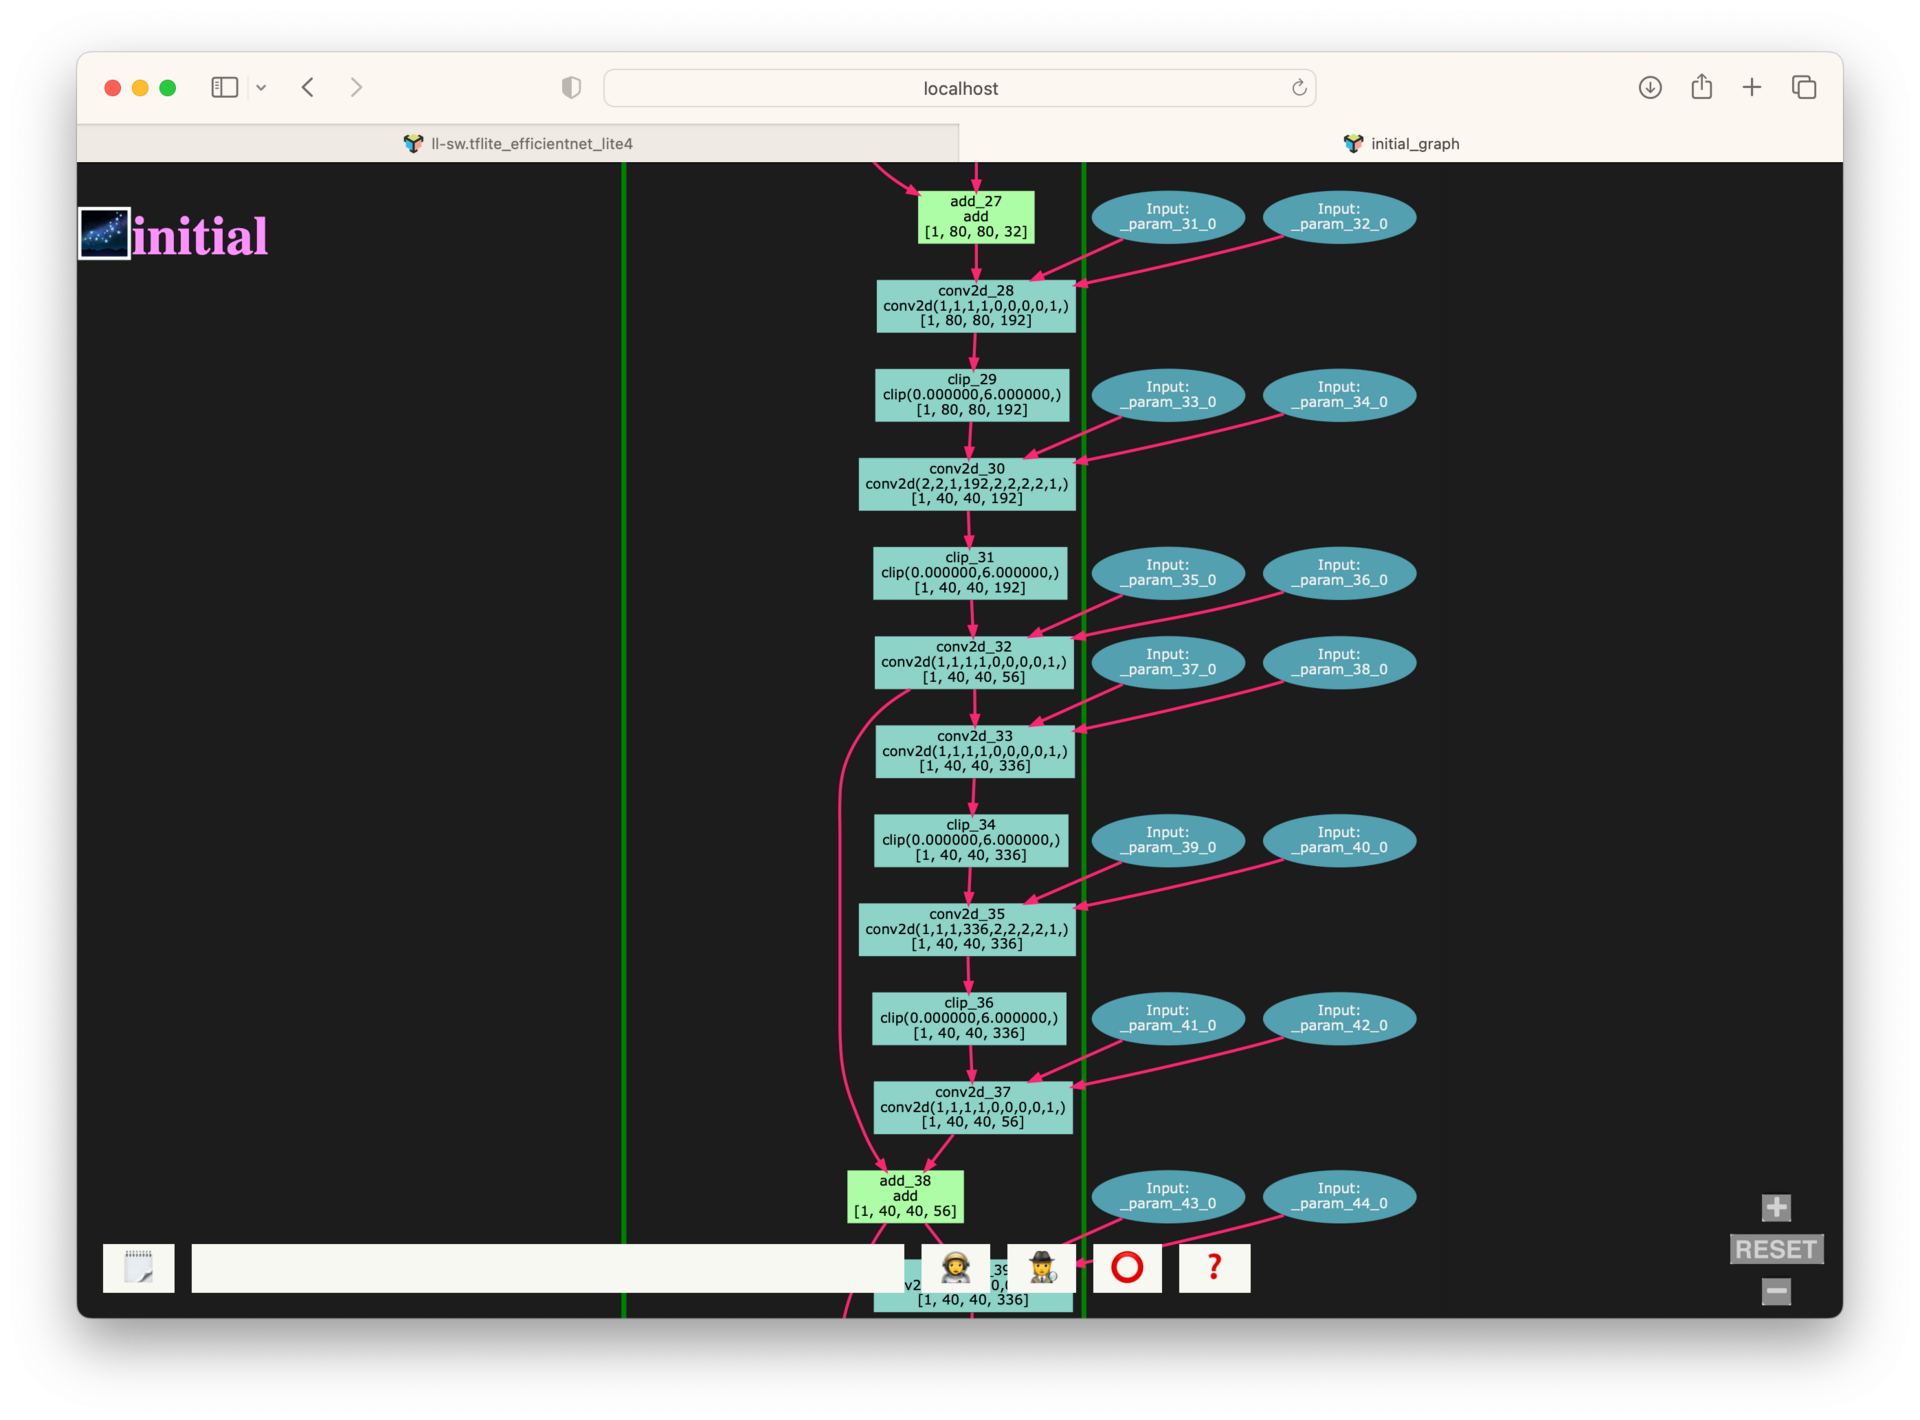 localhost
ll-sw.tflite_efficientnet_lite4
initial_graph
initial
add_27
add
[1, 80, 80, 32]
Input:
_param_31_0
Input:
_param_32_0
conv2d_28
conv2d(1,1,1,1,0,0,0,0,1,)
[1, 80, 80, 192]
clip_29
clip(0.000000,6.000000,)
[1, 80, 80, 192]
Input:
_param_33_0
Input:
_param_34_0
conv2d_30
conv2d(2,2,1,192,2,2,2,2,1,)
[1, 40, 40, 192]
clip_31
clip(0.000000,6.000000,)
[1, 40, 40, 192]
Input:
_param_35_0
Input:
_param_36_0
conv2d_32
conv2d(1,1,1,1,0,0,0,0,1,)
[1, 40, 40, 56]
Input:
_param_37_0
Input:
_param_38_0
conv2d_33
conv2d(1,1,1,1,0,0,0,0,1,)
[1, 40, 40, 336]
clip_34
clip(0.000000,6.000000,)
[1, 40, 40, 336]
Input:
_param_39_0
Input:
_param_40_0
conv2d_35
conv2d(1,1,1,336,2,2,2,2,1,)
[1, 40, 40, 336]
clip_36
clip(0.000000,6.000000,)
[1, 40, 40, 336]
Input:
_param_41_0
Input:
_param_42_0
conv2d_37
conv2d(1,1,1,1,0,0,0,0,1,)
[1, 40, 40, 56]
add_38
add
[1, 40, 40, 56]
Input:
_param_43_0
Input:
_param_44_0
[1, 40, 40, 336]
RESET